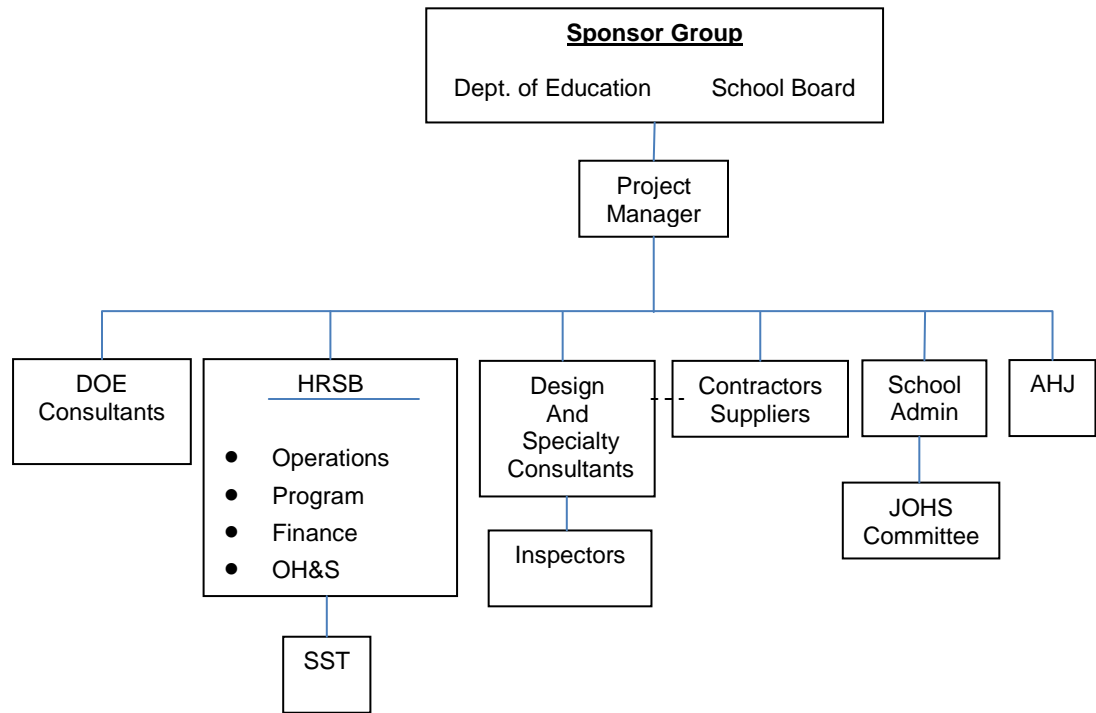 Sponsor Group
Dept. of Education School Board
Project
Manager
DOE
Consultants
HRSB
● Operations
● Program
● Finance
● OH&S
SST
Design
And
Specialty
Consultants
Inspectors
Contractors
Suppliers
School
Admin
JOHS
Committee
AHJ